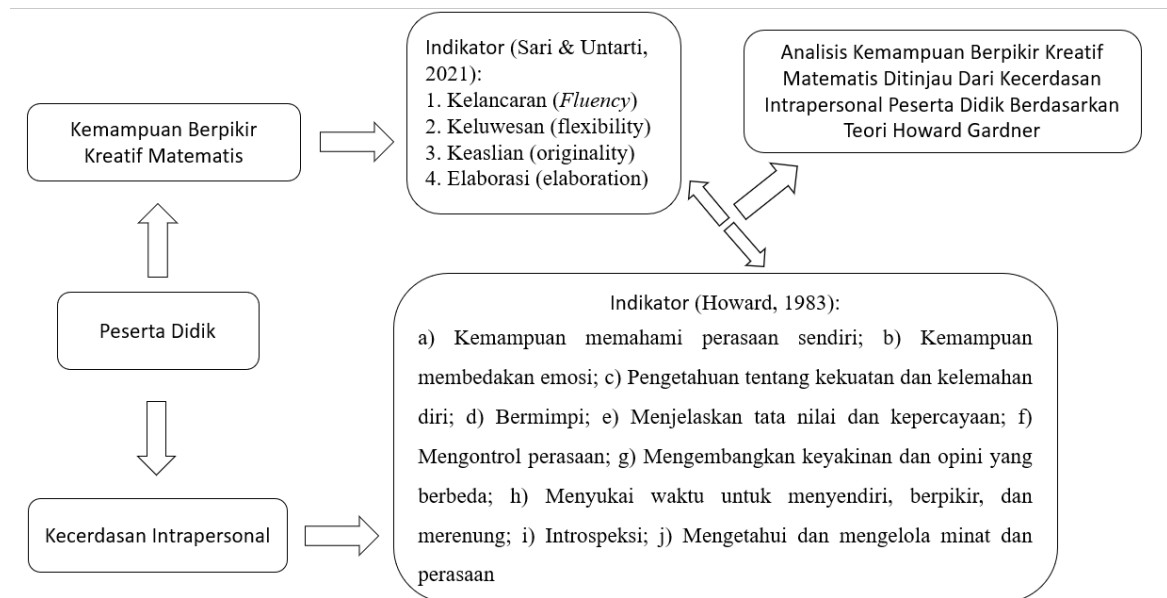 Indikator (Sari & Untarti,
2021):
1. Kelancaran (Fluency)
2. Keluwesan (flexibility)
3. Keaslian (originality)
4. Elaborasi (elaboration)
Analisis Kemampuan Berpikir Kreatif
Matematis Ditinjau Dari Kecerdasan
Intrapersonal Peserta Didik Berdasarkan
Teori Howard Gardner
Kemampuan Berpikir
Kreatif Matematis
Peserta Didik
Kecerdasan Intrapersonal
Indikator (Howard, 1983):
a) Kemampuan memahami perasaan sendiri; b) Kemampuan
membedakan emosi; c) Pengetahuan tentang kekuatan dan kelemahan
diri; d) Bermimpi; e) Menjelaskan tata nilai dan kepercayaan; f)
Mengontrol perasaan; g) Mengembangkan keyakinan dan opini yang
berbeda; h) Menyukai waktu untuk menyendiri, berpikir, dan
merenung; i) Introspeksi; j) Mengetahui dan mengelola minat dan
perasaan